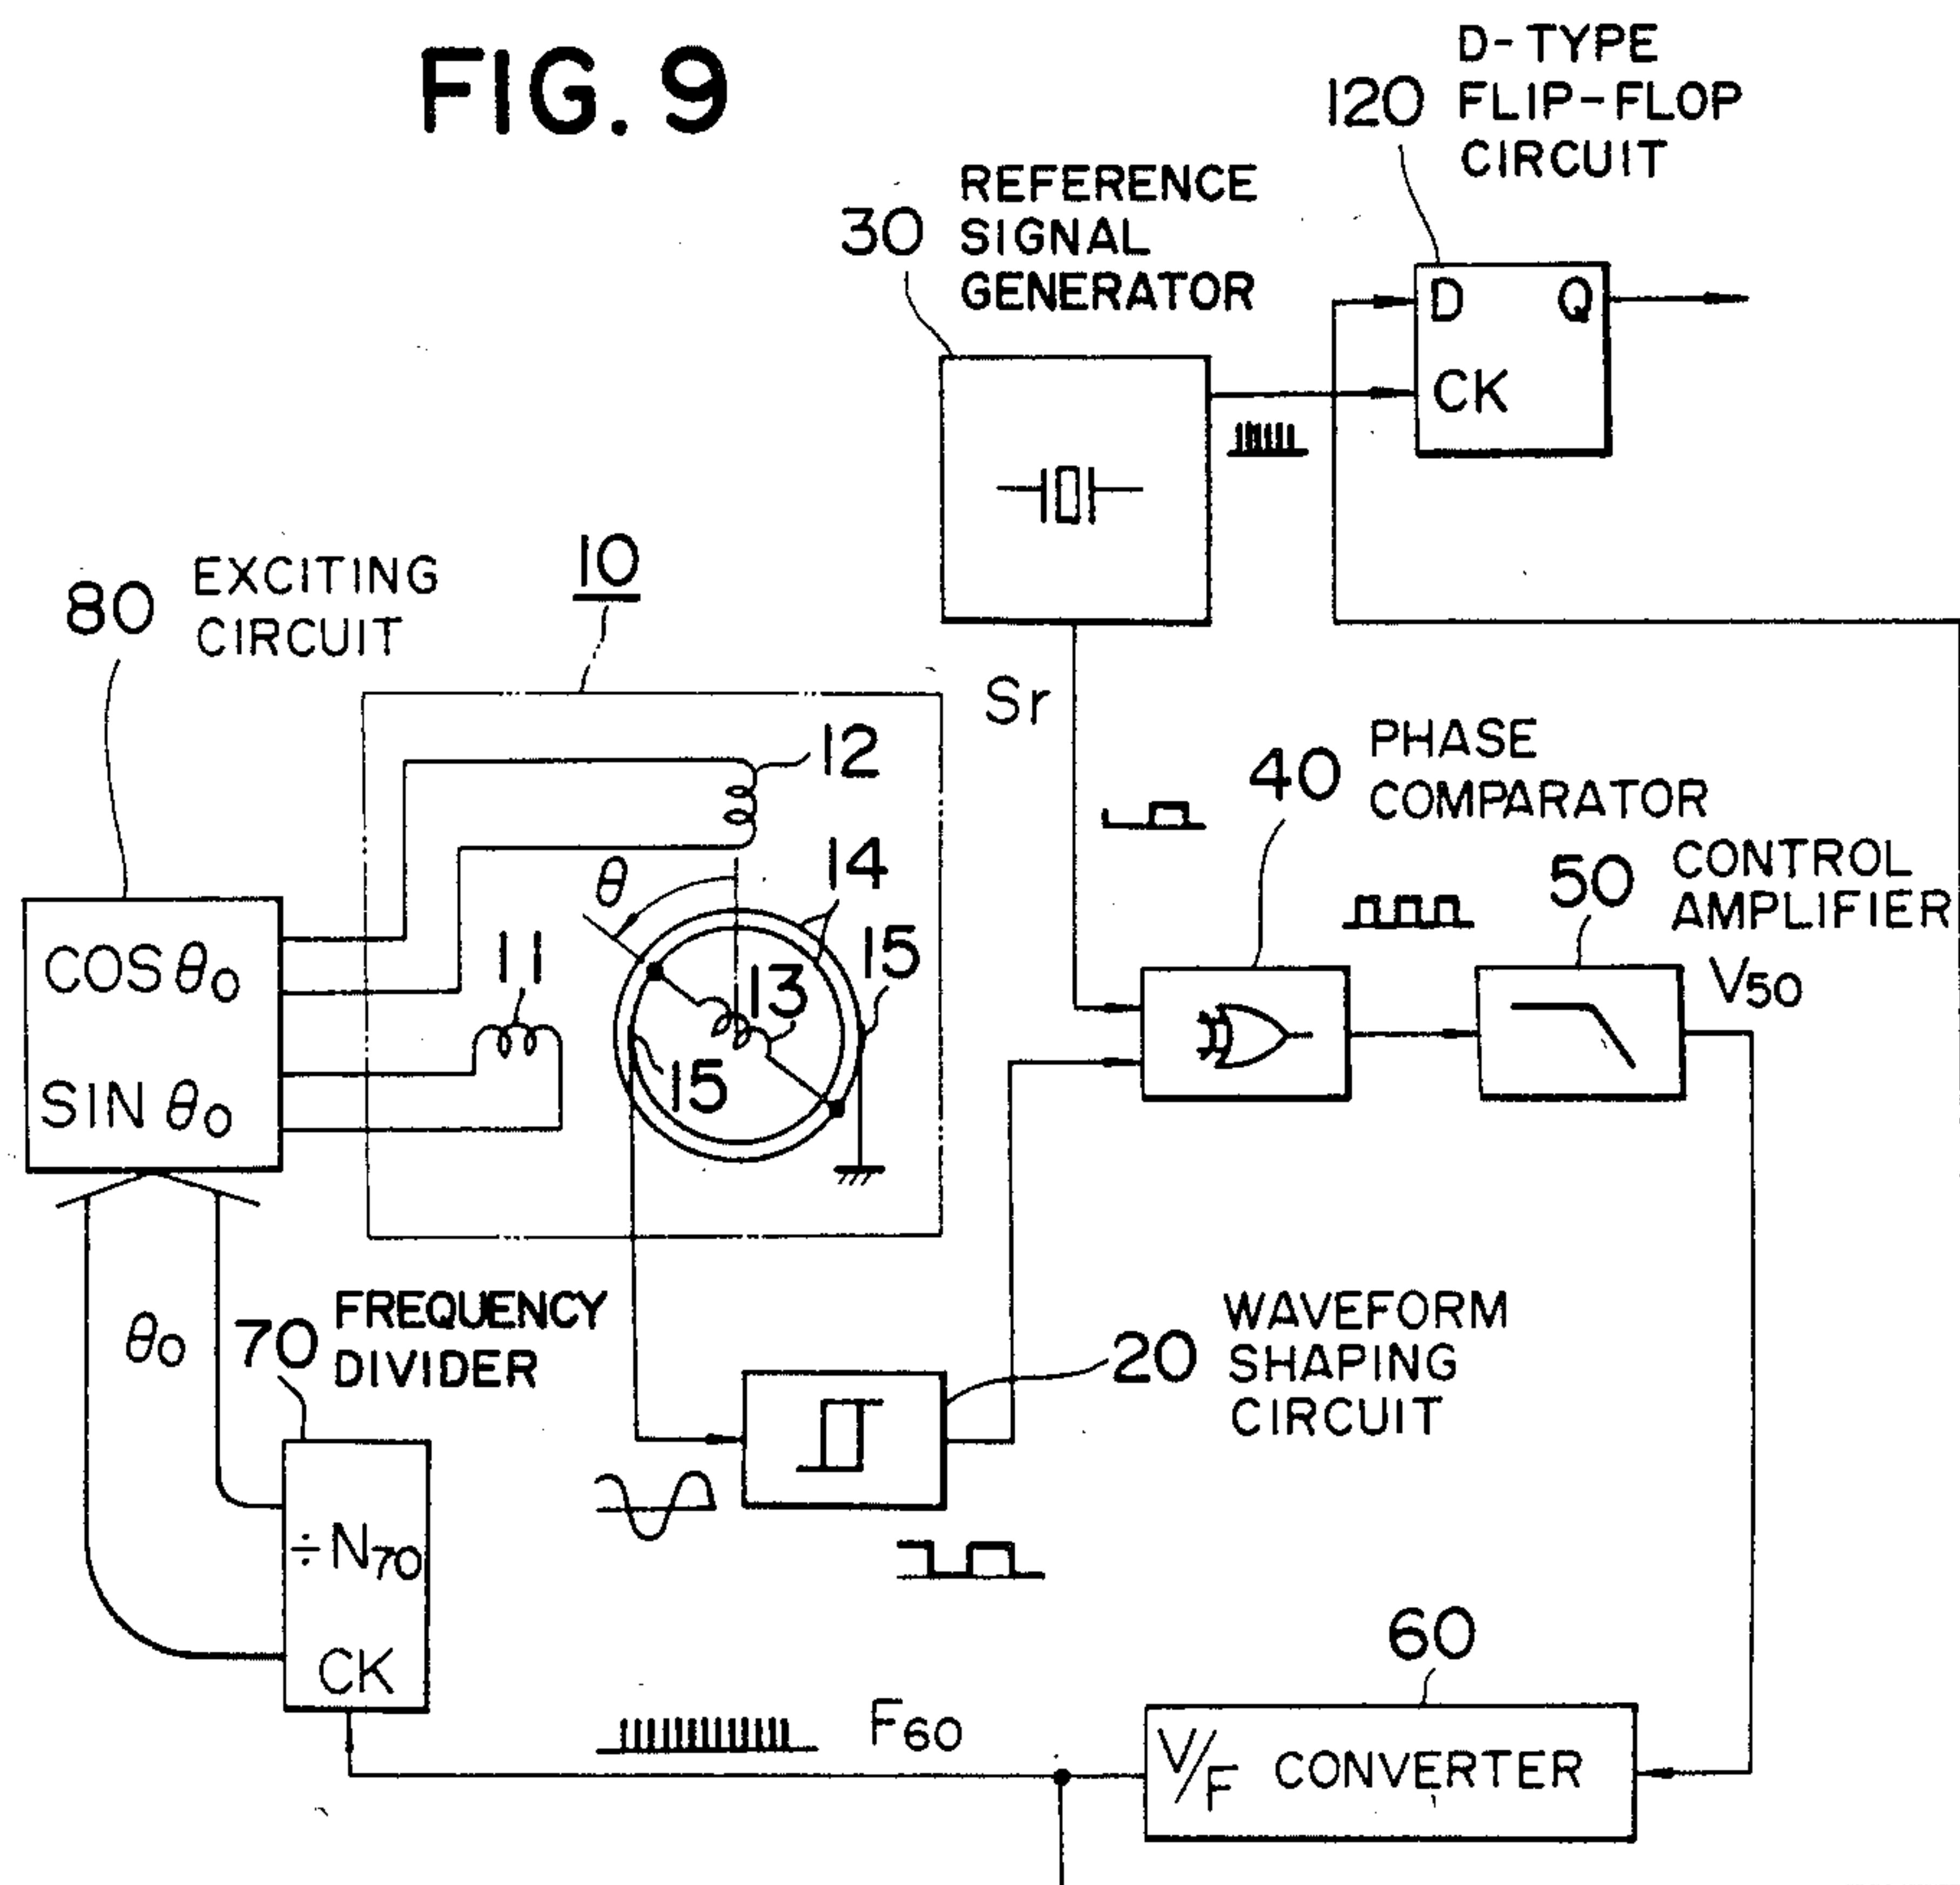 FIG. 9
D-TYPE
120 FLIP-FLOP
CIRCUIT
REFERENCE
30 SIGNAL
GENERATOR
D Q
CK
10
80 EXCITING
CIRCUIT
Sr
12
40 PHASE
COMPARATOR
θ
14
50 CONTROL
AMPLIFIER
11
15
13
V50
COS θ0
15
SIN θ0
θ0
70 FREQUENCY
DIVIDER
20 WAVEFORM
SHAPING
CIRCUIT
÷N70
CK
60
F60
V/F CONVERTER